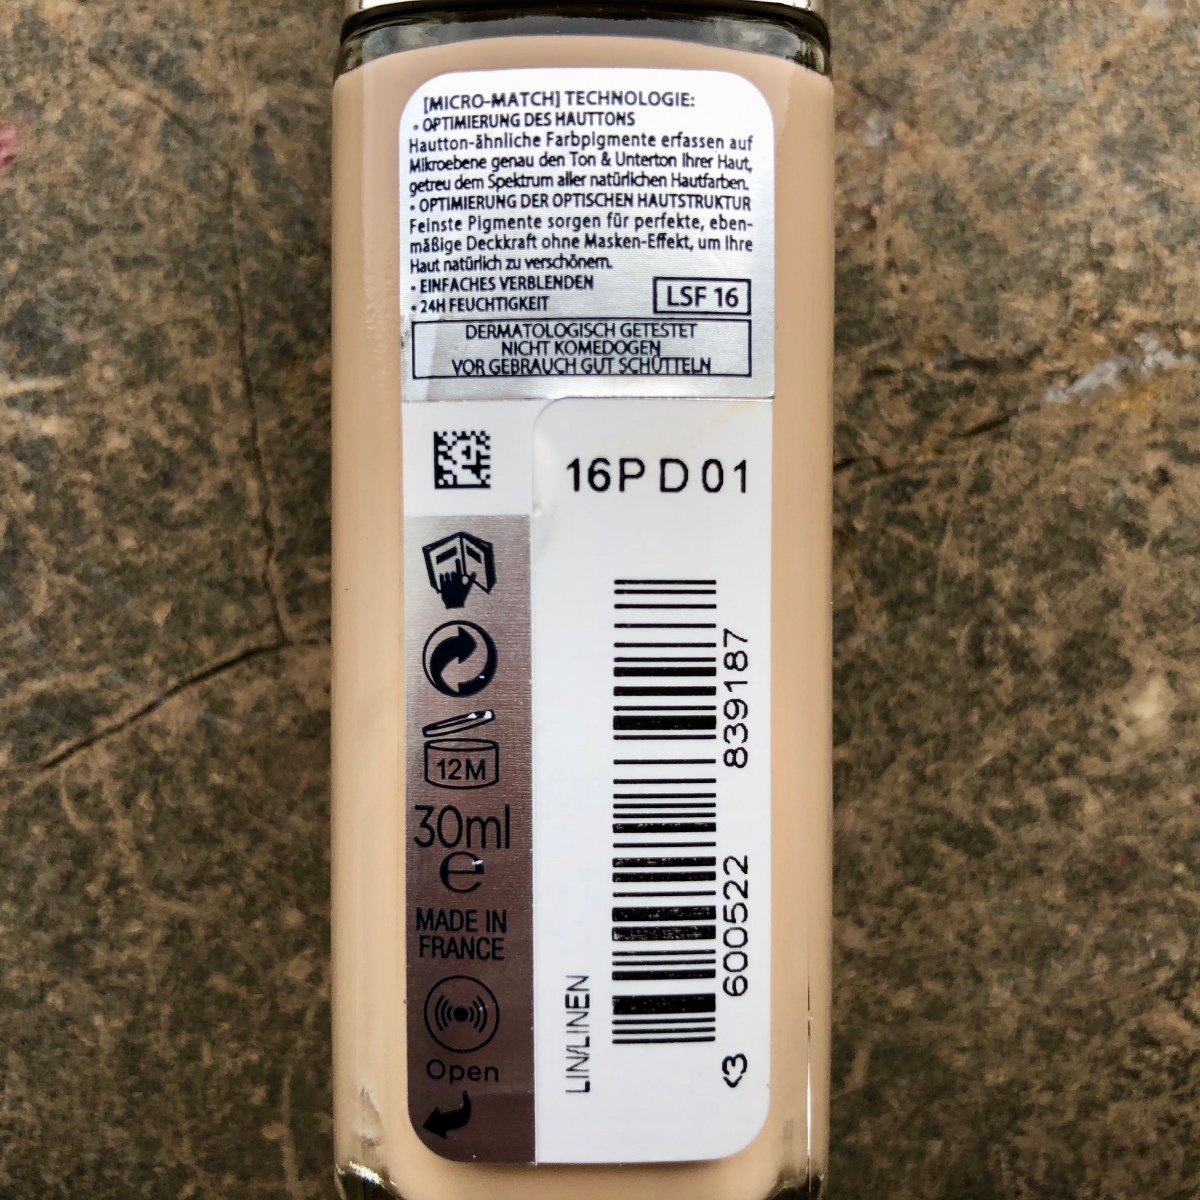 [MICRO-MATCH] TECHNOLOGIE:
• OPTIMIERUNG DES HAUTTONS
Hautton-ähnliche Farbpigmente erfassen auf
Mikroebene genau den Ton & Unterton Ihrer Haut,
getreu dem Spektrum aller natürlichen Hautfarben.
• OPTIMIERUNG DER OPTISCHEN HAUTSTRUKTUR
Feinste Pigmente sorgen für perfekte, eben-
mäßige Deckkraft ohne Masken-Effekt, um Ihre
Haut natürlich zu verschönern.
• EINFACHES VERBLENDEN
• 24H FEUCHTIGKEIT
LSF 16
DERMATOLOGISCH GETESTET
NICHT KOMEDOGEN
VOR GEBRAUCH GUT SCHÜTTELN
16P D 01
12M
30ml
e
MADE IN
FRANCE
Open
LIN/LINEN
<3 600522 839187